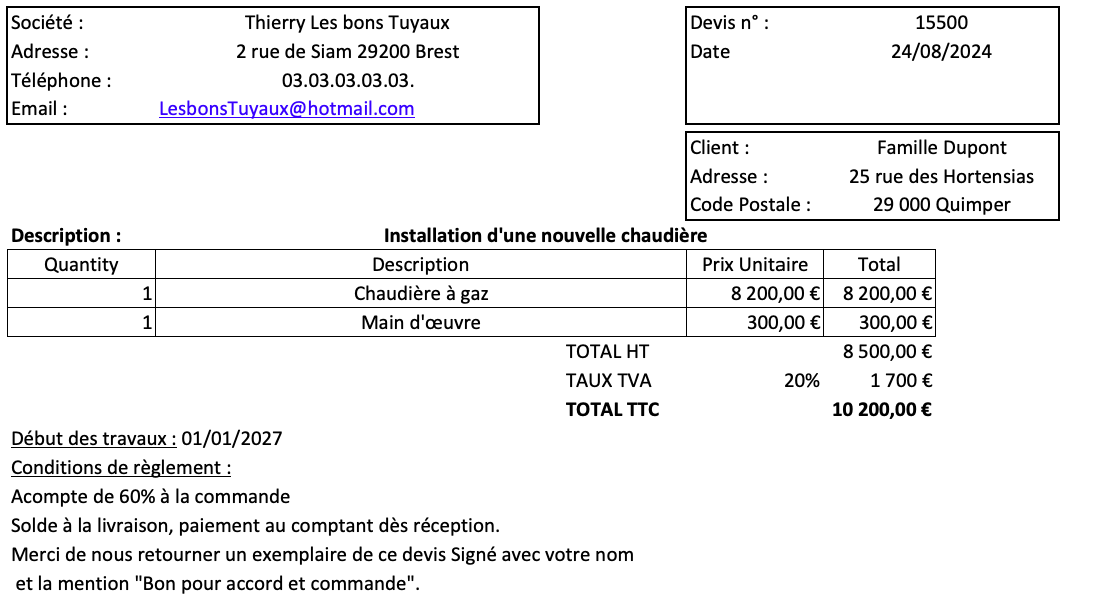 Société : Thierry Les bons Tuyaux
Adresse : 2 rue de Siam 29200 Brest
Téléphone : 03.03.03.03.03.
Email : LesbonsTuyaux@hotmail.com
Devis n° : 15500
Date 24/08/2024
Client : Famille Dupont
Adresse : 25 rue des Hortensias
Code Postale : 29 000 Quimper
Description : Installation d'une nouvelle chaudière
Quantity Description Prix Unitaire Total
1 Chaudière à gaz 8 200,00 € 8 200,00 €
1 Main d'œuvre 300,00 € 300,00 €
TOTAL HT 8 500,00 €
TAUX TVA 20% 1 700 €
TOTAL TTC 10 200,00 €
Début des travaux : 01/01/2027
Conditions de règlement :
Acompte de 60% à la commande
Solde à la livraison, paiement au comptant dès réception.
Merci de nous retourner un exemplaire de ce devis Signé avec votre nom
et la mention "Bon pour accord et commande".